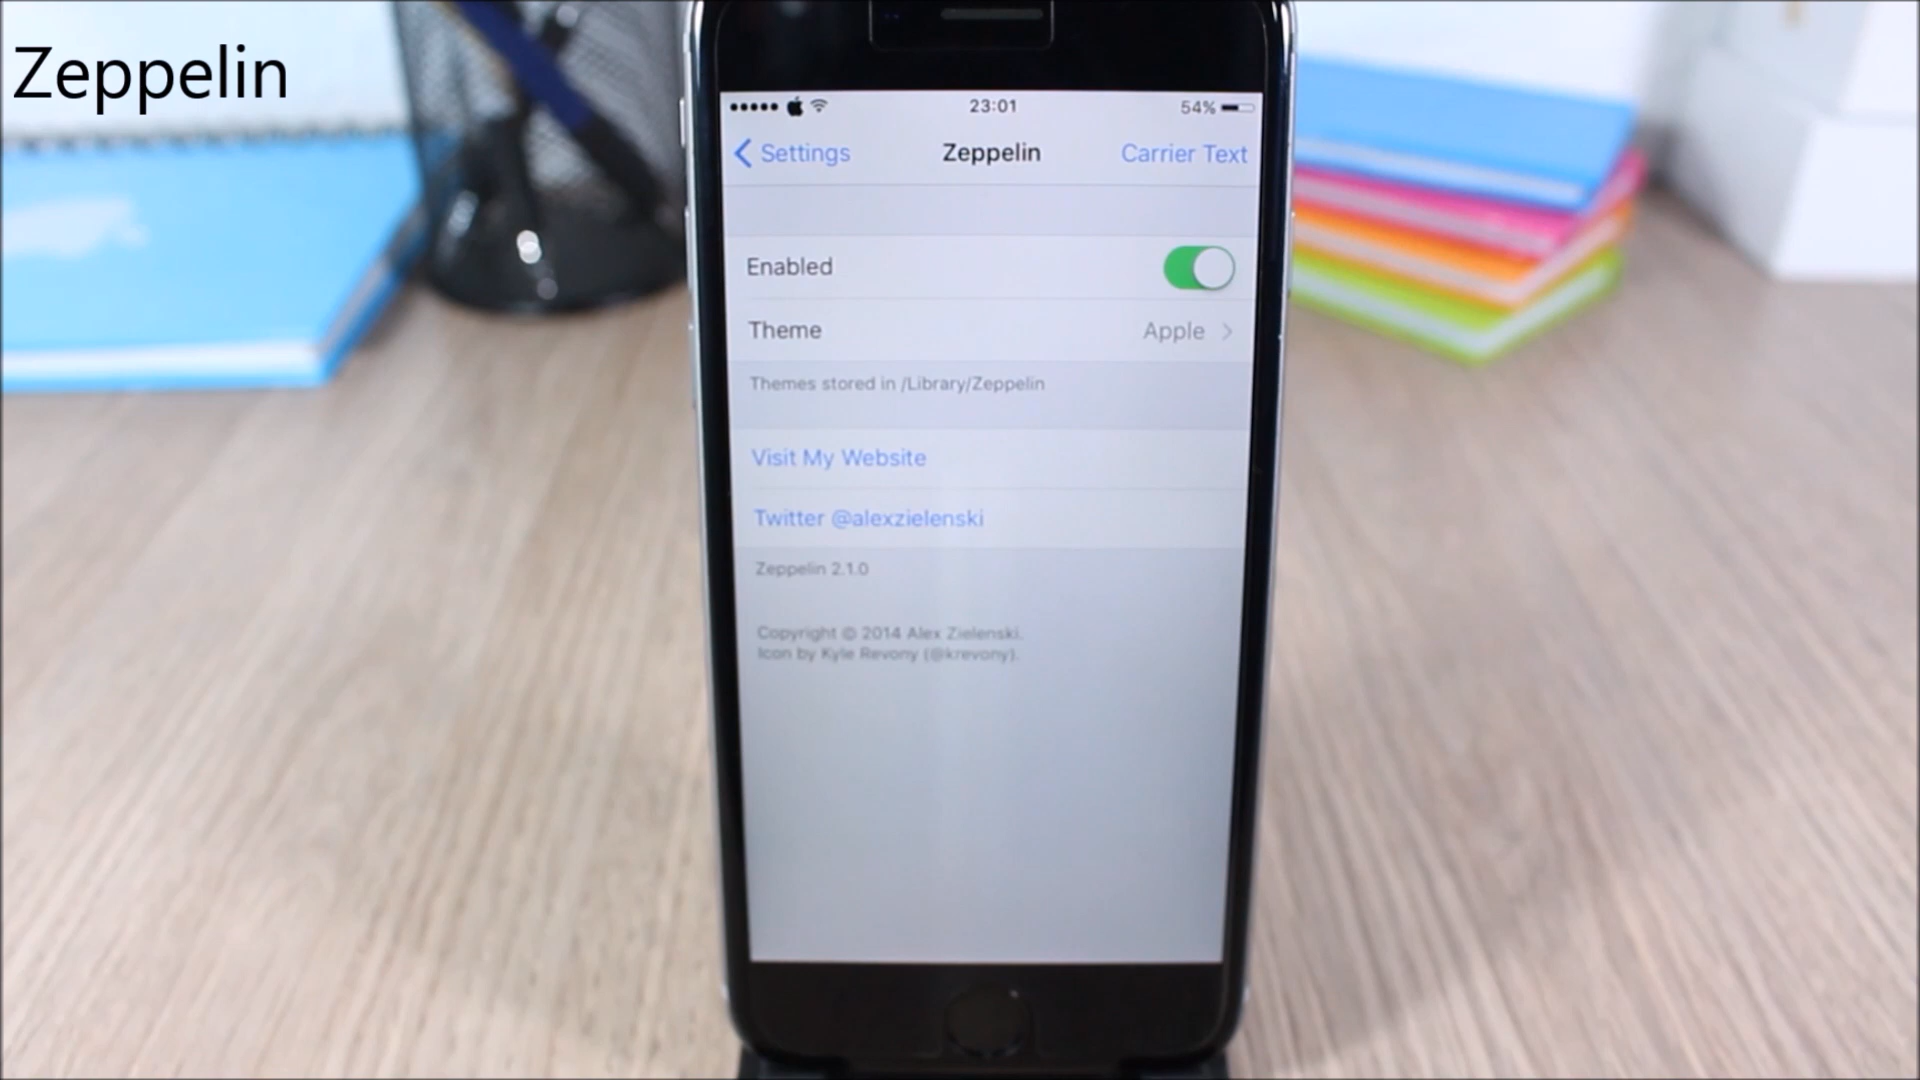 Zeppelin
23:01
54%
Settings
Zeppelin
Carrier Text
Enabled
Theme
Apple
Themes stored in /Library/Zeppelin
Visit My Website
Twitter @alexzielenski
Zeppelin 2.1.0
Copyright © 2014 Alex Zielenski.
Icon by Kyle Revony (@krevony).